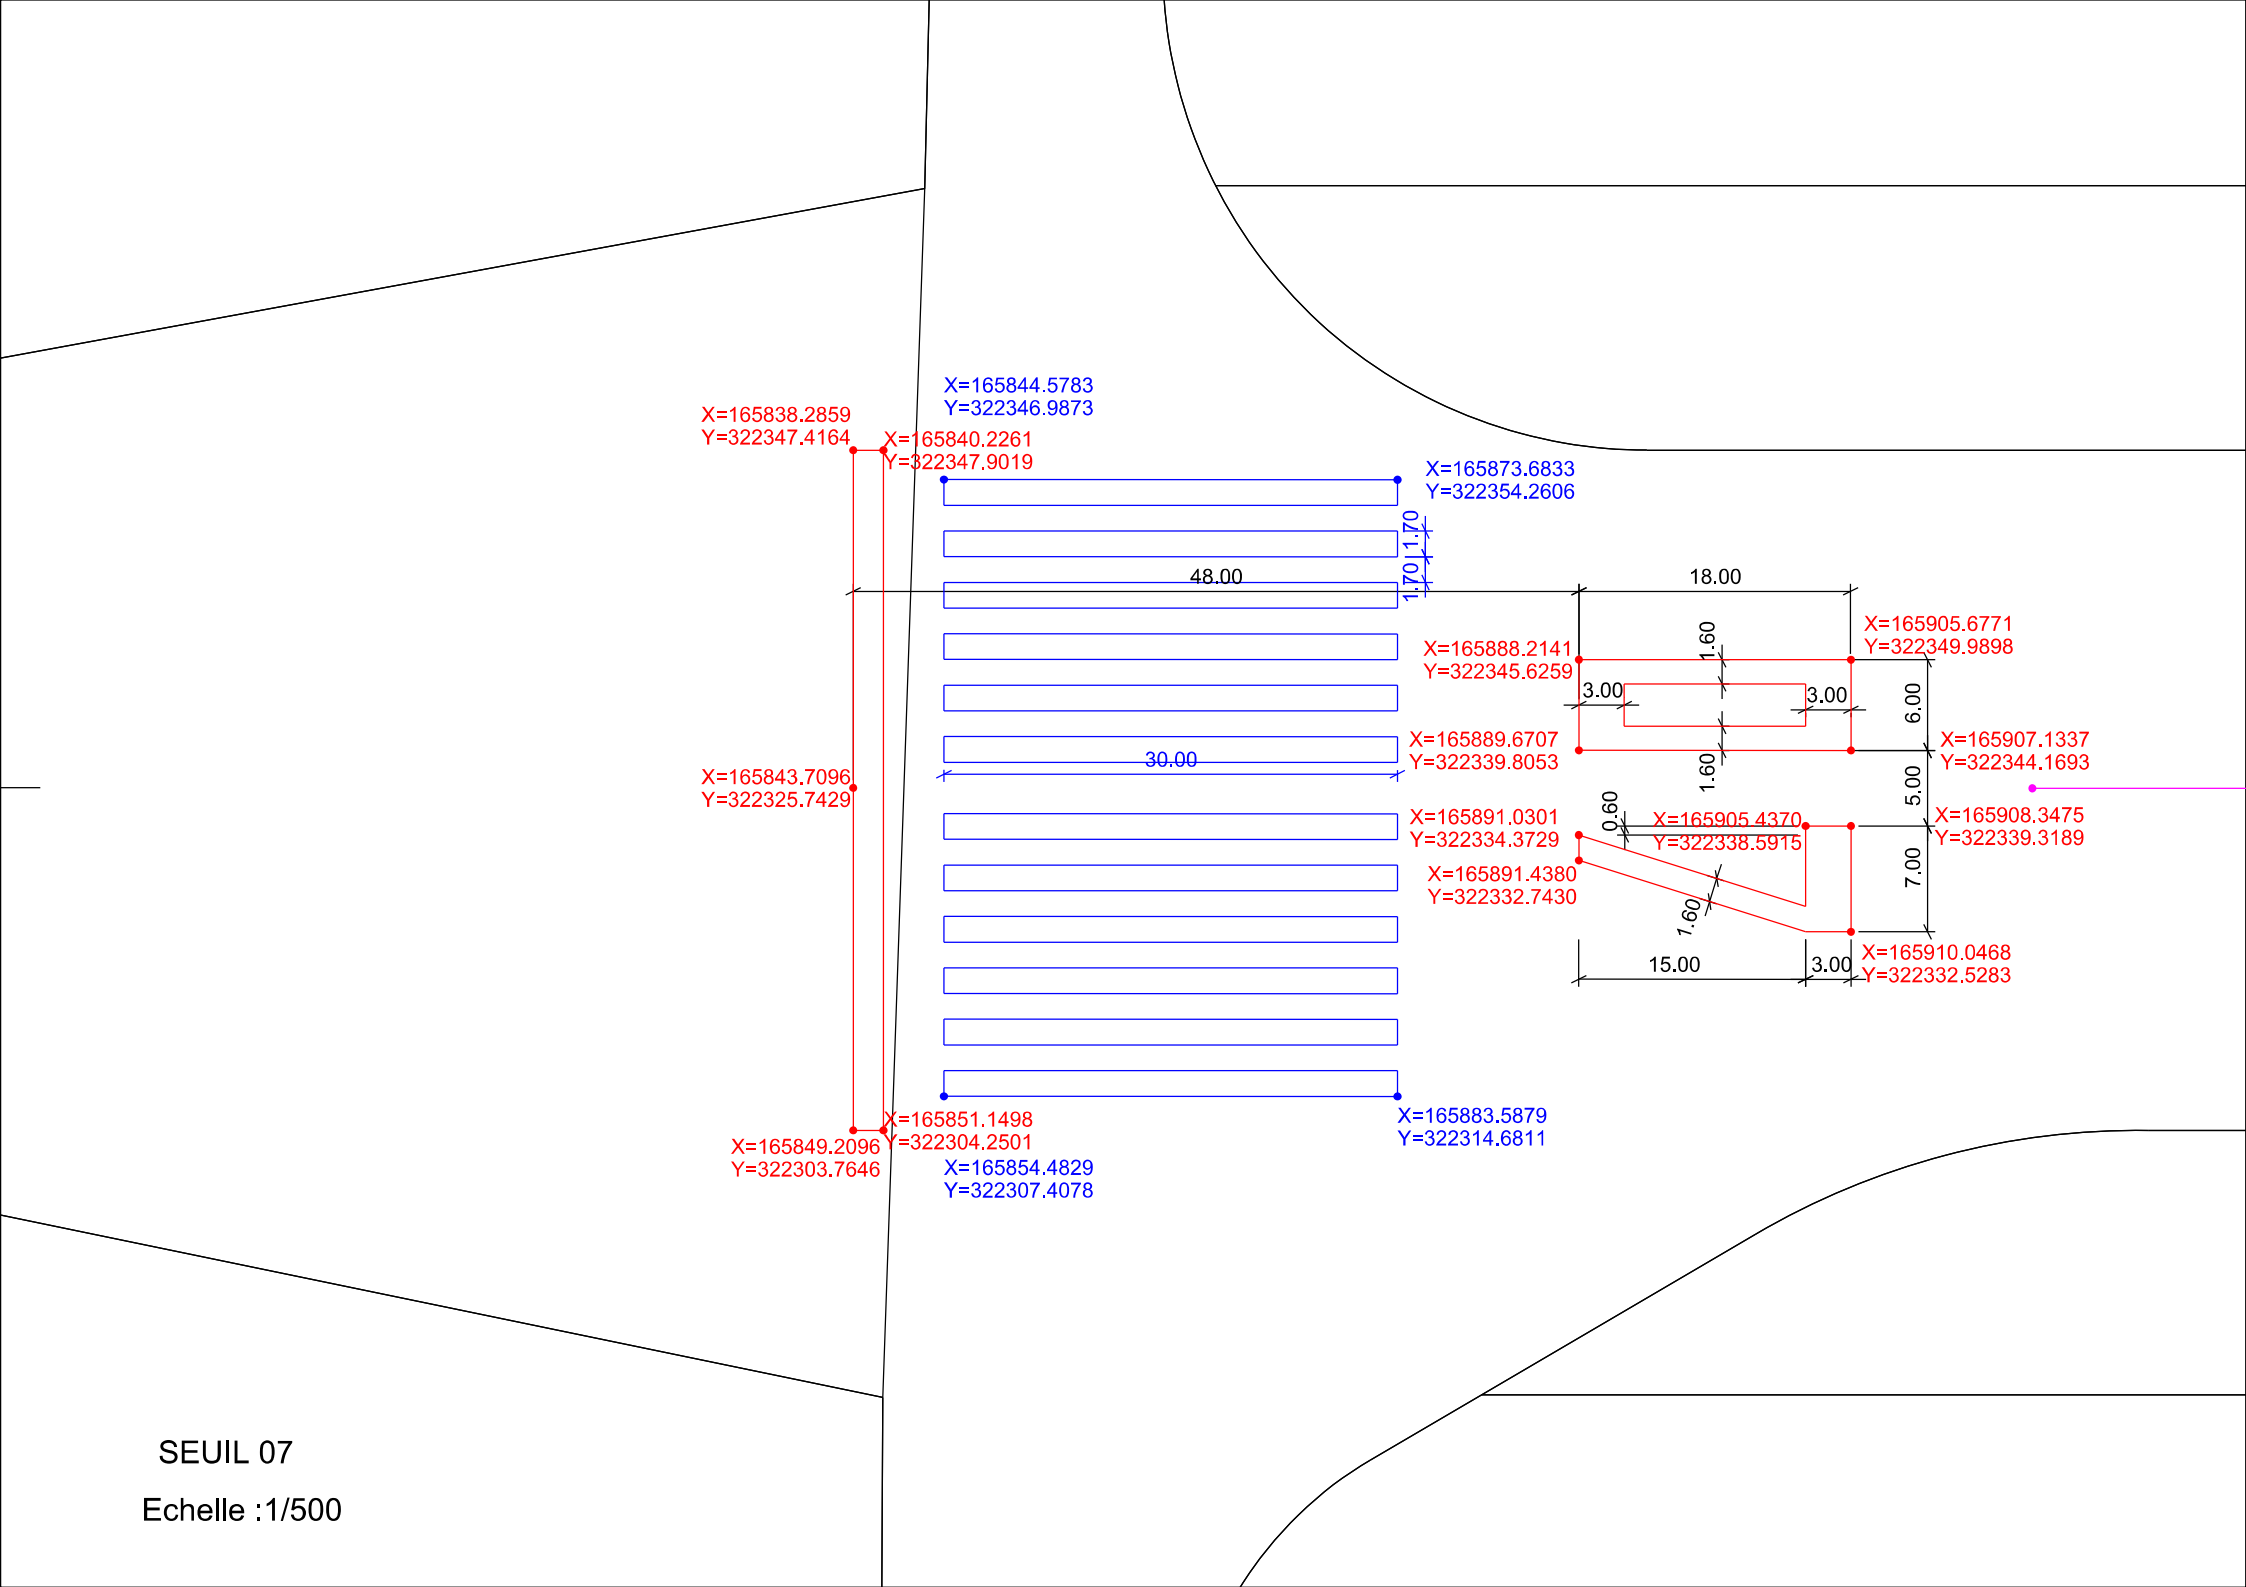 X=165844.5783
Y=322346.9873
X=165838.2859
Y=322347.4164
X=165840.2261
Y=322347.9019
X=165873.6833
Y=322354.2606
1.70
1.70
48.00
18.00
X=165905.6771
Y=322349.9898
X=165888.2141
Y=322345.6259
1.60
3.00
3.00
6.00
X=165889.6707
Y=322339.8053
X=165907.1337
Y=322344.1693
30.00
1.60
X=165843.7096
Y=322325.7429
5.00
0.60
X=165891.0301
Y=322334.3729
X=165905.4370
Y=322338.5915
X=165908.3475
Y=322339.3189
X=165891.4380
Y=322332.7430
7.00
1.60
15.00
3.00
X=165910.0468
Y=322332.5283
X=165851.1498
Y=322304.2501
X=165849.2096
Y=322303.7646
X=165883.5879
Y=322314.6811
X=165854.4829
Y=322307.4078
SEUIL 07
Echelle :1/500